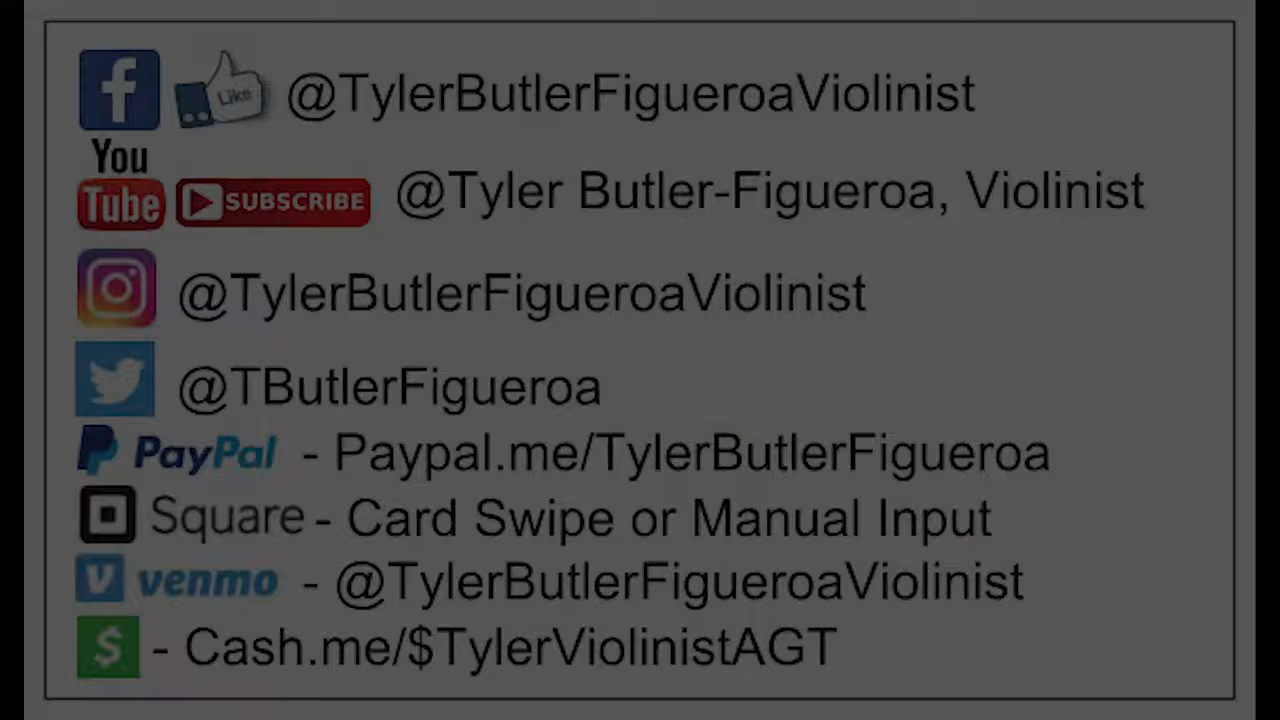 f Like @TylerButlerFigueroaViolinist
You
Tube SUBSCRIBE @Tyler Butler-Figueroa, Violinist
@TylerButlerFigueroaViolinist
@TButlerFigueroa
P PayPal - Paypal.me/TylerButlerFigueroa
Square - Card Swipe or Manual Input
V venmo - @TylerButlerFigueroaViolinist
$ - Cash.me/$TylerViolinistAGT